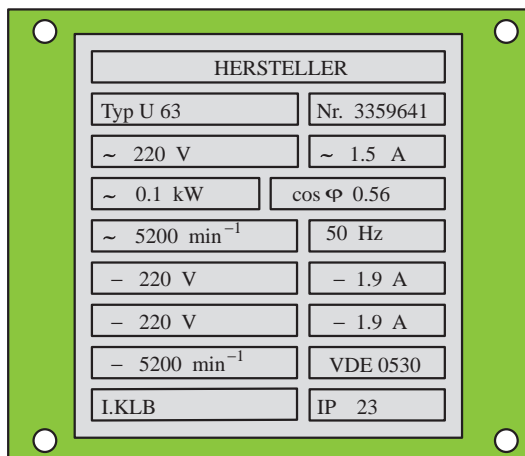 HERSTELLER
Typ U 63 Nr. 3359641
~ 220 V ~ 1.5 A
~ 0.1 kW cos φ 0.56
~ 5200 min⁻¹ 50 Hz
– 220 V – 1.9 A
– 220 V – 1.9 A
– 5200 min⁻¹ VDE 0530
I.KLB IP 23